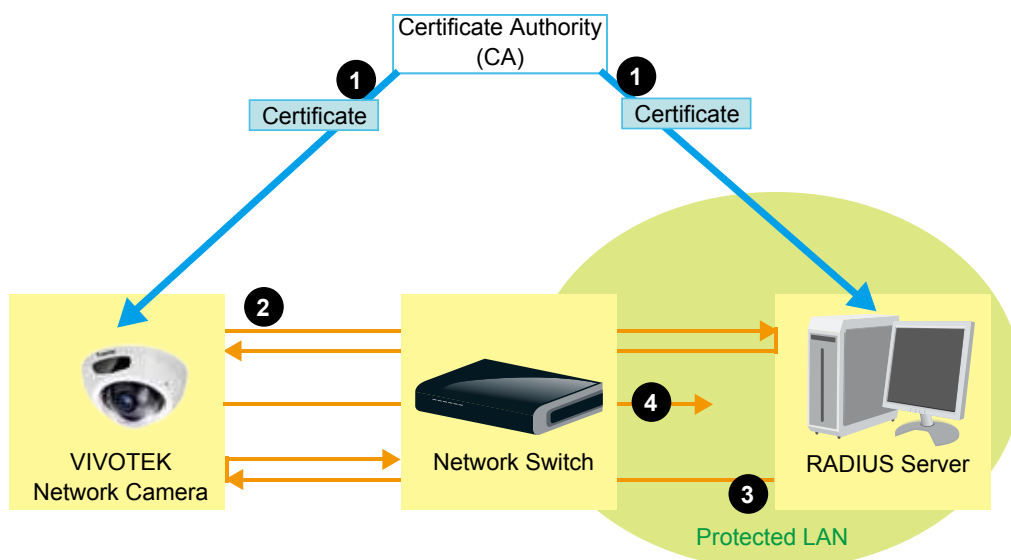 Certificate Authority
(CA)
1
1
Certificate
Certificate
2
4
VIVOTEK
Network Camera
Network Switch
RADIUS Server
3
Protected LAN